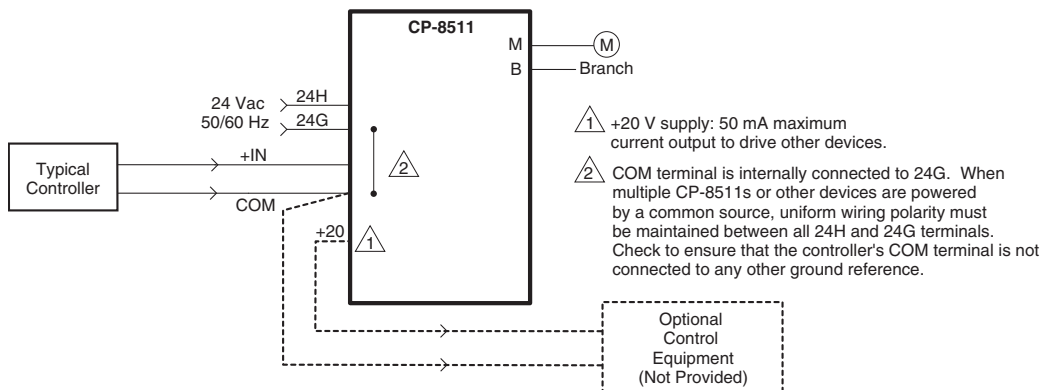 CP-8511
M
M
B
Branch
24 Vac
50/60 Hz
24H
24G
Typical
Controller
+IN
COM
2
+20
1
1
+20 V supply: 50 mA maximum
current output to drive other devices.
2
COM terminal is internally connected to 24G. When
multiple CP-8511s or other devices are powered
by a common source, uniform wiring polarity must
be maintained between all 24H and 24G terminals.
Check to ensure that the controller's COM terminal is not
connected to any other ground reference.
Optional
Control
Equipment
(Not Provided)